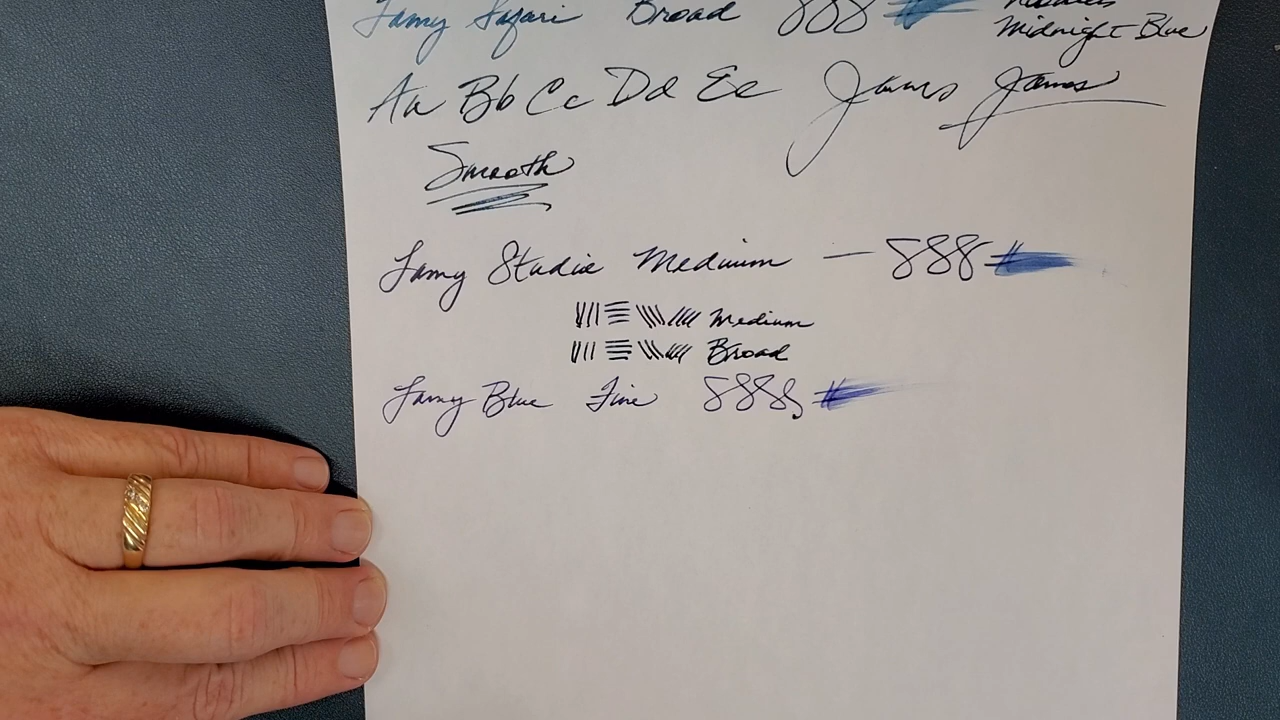 Lamy Safari Broad 888
Midnight Blue
Aa Bb Cc Dd Ee James James
Smooth
Lamy Studio Medium — 888
Medium
Broad
Lamy Blue Fine 8888